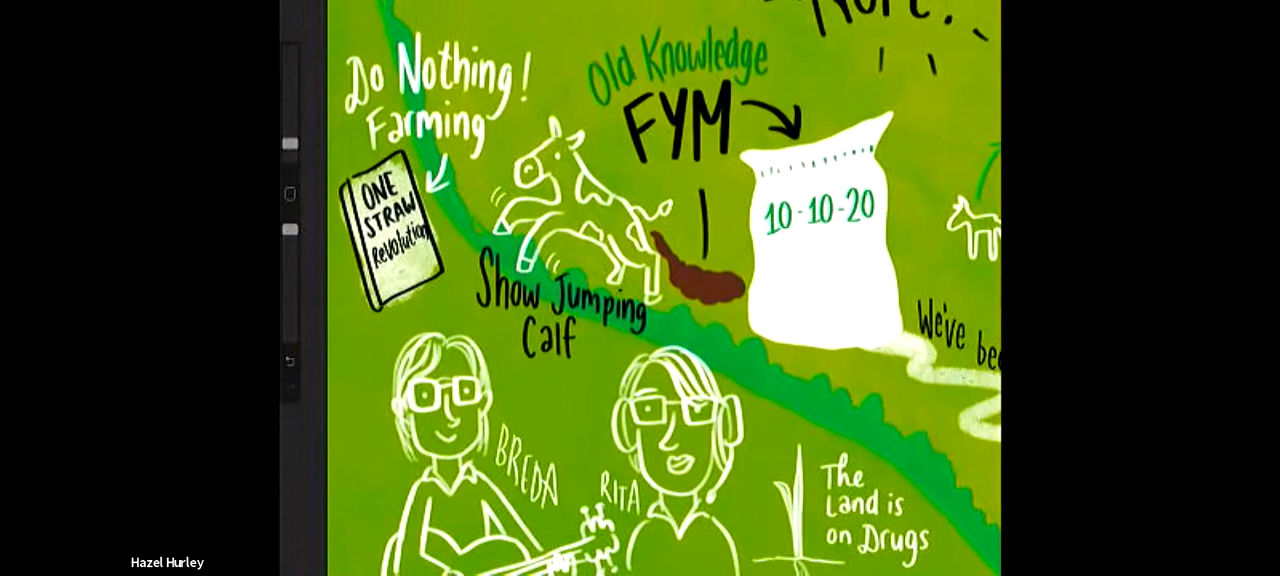 More!
Do Nothing!
Farming
Old Knowledge
FYM
ONE
STRAW
Revolution
10-10-20
Show Jumping
Calf
We've bee
BREDA
RITA
The
Land is
on Drugs
Hazel Hurley